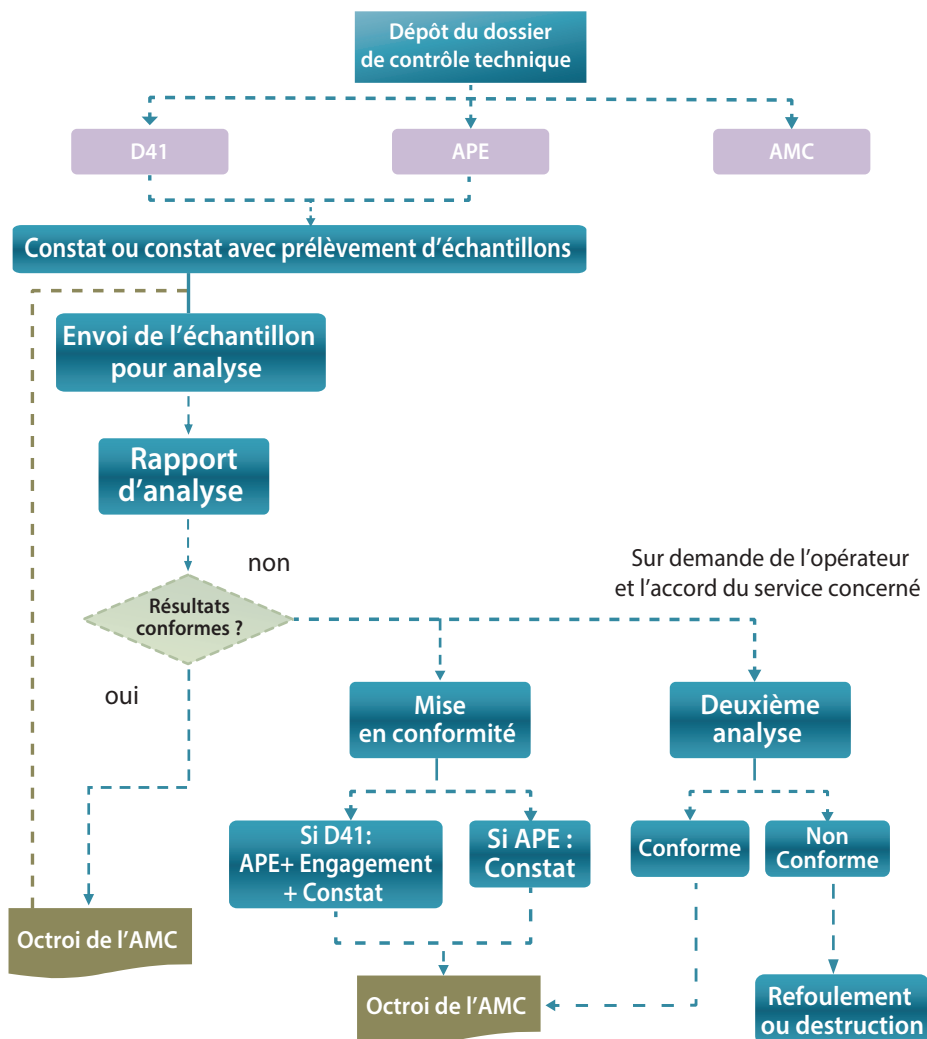 Dépôt du dossier
de contrôle technique
D41
APE
AMC
Constat ou constat avec prélèvement d'échantillons
Envoi de l'échantillon
pour analyse
Rapport
d'analyse
non
Sur demande de l'opérateur
et l'accord du service concerné
Résultats
conformes ?
oui
Mise
en conformité
Deuxième
analyse
Si D41:
APE+ Engagement
+ Constat
Si APE :
Constat
Conforme
Non
Conforme
Octroi de l'AMC
Octroi de l'AMC
Refoulement
ou destruction